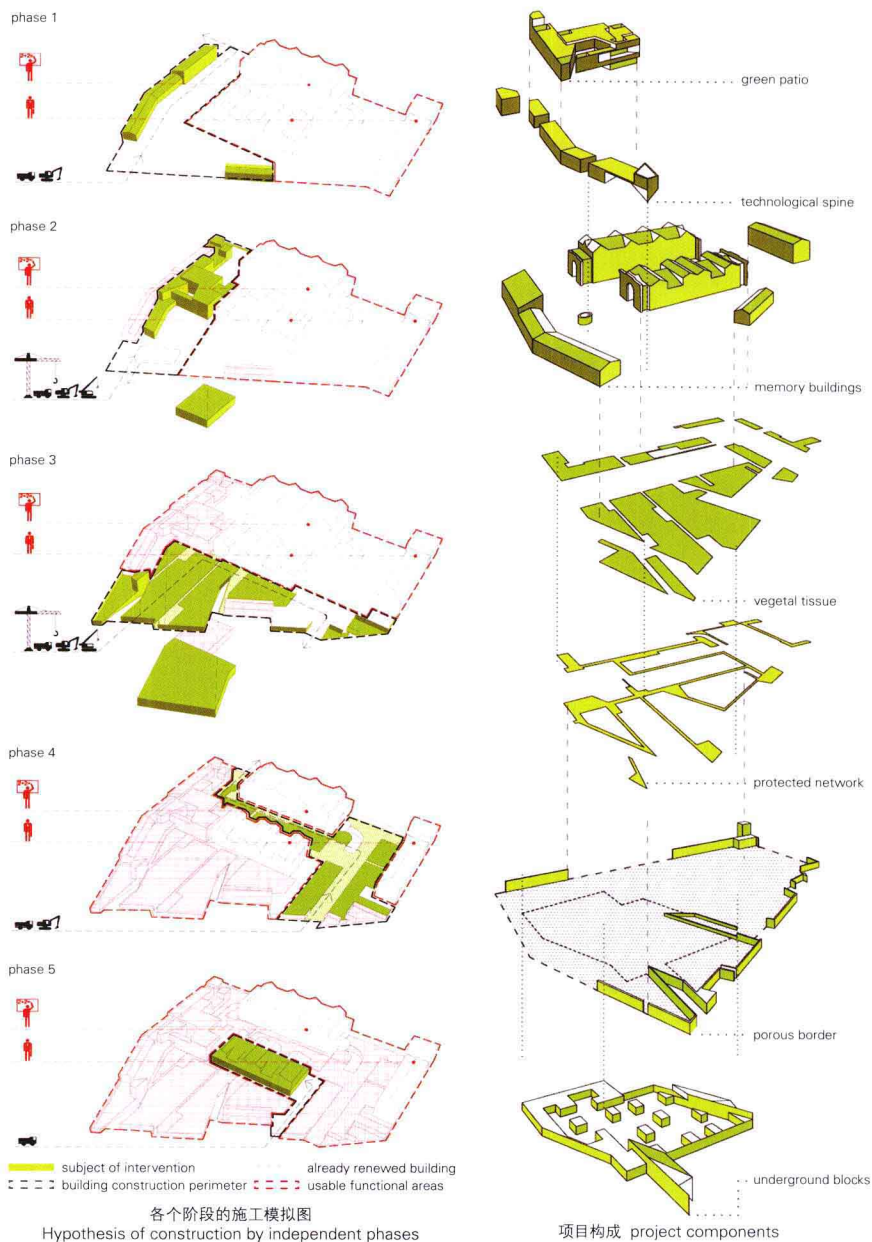 phase 1
phase 2
phase 3
phase 4
phase 5
subject of intervention
already renewed building
building construction perimeter
usable functional areas
各个阶段的施工模拟图
Hypothesis of construction by independent phases
green patio
technological spine
memory buildings
vegetal tissue
protected network
porous border
underground blocks
项目构成 project components